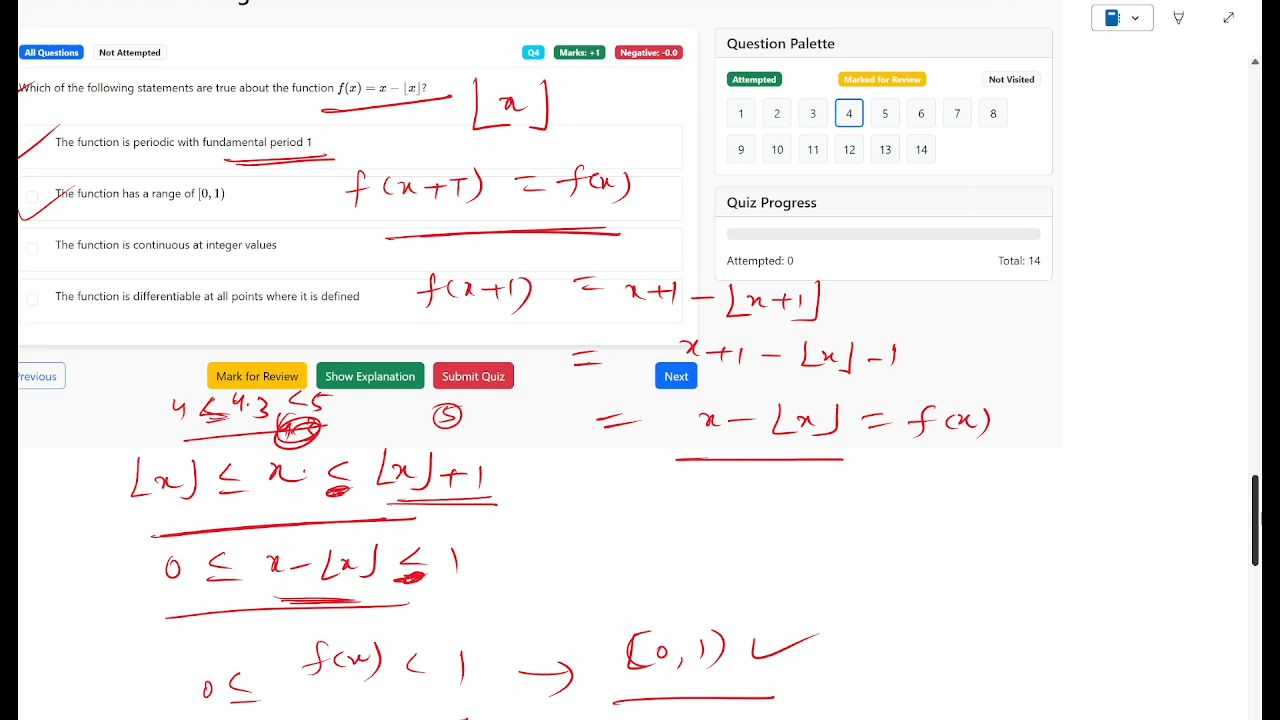 All Questions Not Attempted Q4 Marks: +1 Negative: -0.0
Which of the following statements are true about the function f(x) = x − ⌊x⌋?
⌊x⌋
The function is periodic with fundamental period 1
f(x+T) = f(x)
The function has a range of [0, 1)
The function is continuous at integer values
The function is differentiable at all points where it is defined
f(x+1) = x+1 − ⌊x+1⌋
= x+1 − ⌊x⌋ − 1
= x − ⌊x⌋ = f(x)
Previous Mark for Review Show Explanation Submit Quiz Next
4 ≤ 4.3 < 5
5
⌊x⌋ ≤ x < ⌊x⌋ + 1
0 ≤ x − ⌊x⌋ < 1
0 ≤ f(x) < 1 → [0, 1) ✓
Question Palette
Attempted Marked for Review Not Visited
1 2 3 4 5 6 7 8
9 10 11 12 13 14
Quiz Progress
Attempted: 0 Total: 14